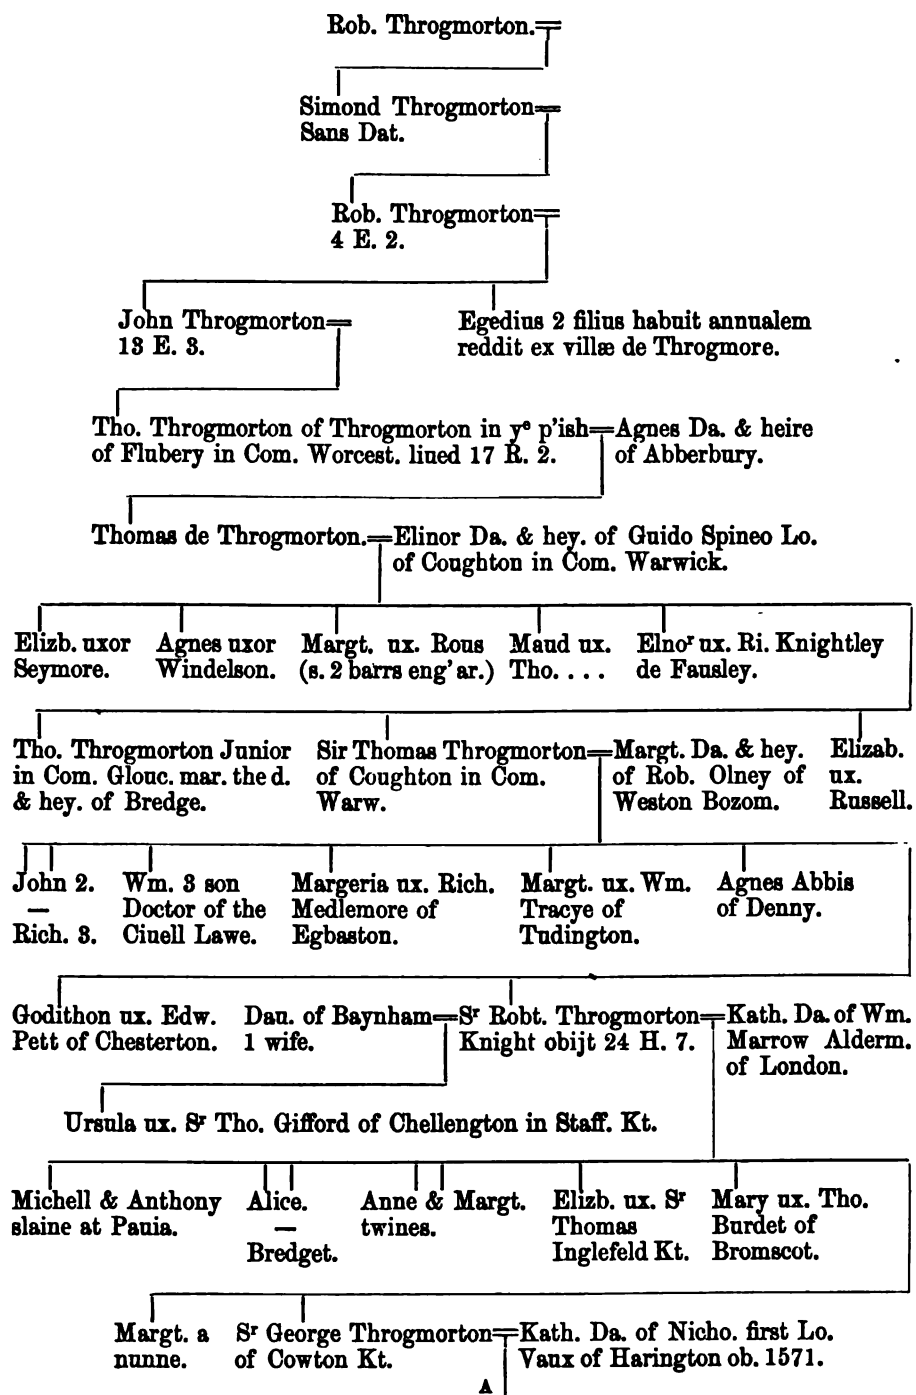 Rob. Throgmorton.
Simond Throgmorton
Sans Dat.
Rob. Throgmorton
4 E. 2.
John Throgmorton
13 E. 3.
Egedius 2 filius habuit annualem
reddit ex villæ de Throgmore.
Tho. Throgmorton of Throgmorton in yᵉ p'ish
of Flubery in Com. Worcest. liued 17 R. 2.
Agnes Da. & heire
of Abberbury.
Thomas de Throgmorton.
Elinor Da. & hey. of Guido Spineo Lo.
of Coughton in Com. Warwick.
Elizb. uxor
Seymore.
Agnes uxor
Windelson.
Margt. ux. Rous
(s. 2 barrs eng' ar.)
Maud ux.
Tho. . . .
Elnoʳ ux. Ri. Knightley
de Fausley.
Tho. Throgmorton Junior
in Com. Glouc. mar. the d.
& hey. of Bredge.
Sir Thomas Throgmorton
of Coughton in Com.
Warw.
Margt. Da. & hey.
of Rob. Olney of
Weston Bozom.
Elizab.
ux.
Russell.
John 2.
—
Rich. 3.
Wm. 3 son
Doctor of the
Ciuell Lawe.
Margeria ux. Rich.
Medlemore of
Egbaston.
Margt. ux. Wm.
Tracye of
Tudington.
Agnes Abbis
of Denny.
Godithon ux. Edw.
Pett of Chesterton.
Dau. of Baynham
1 wife.
Sʳ Robt. Throgmorton
Knight obijt 24 H. 7.
Kath. Da. of Wm.
Marrow Alderm.
of London.
Ursula ux. Sʳ Tho. Gifford of Chellengton in Staff. Kt.
Michell & Anthony
slaine at Pauia.
Alice.
—
Bredget.
Anne & Margt.
twines.
Elizb. ux. Sʳ
Thomas
Inglefeld Kt.
Mary ux. Tho.
Burdet of
Bromscot.
Margt. a
nunne.
Sʳ George Throgmorton
of Cowton Kt.
Kath. Da. of Nicho. first Lo.
Vaux of Harington ob. 1571.
A